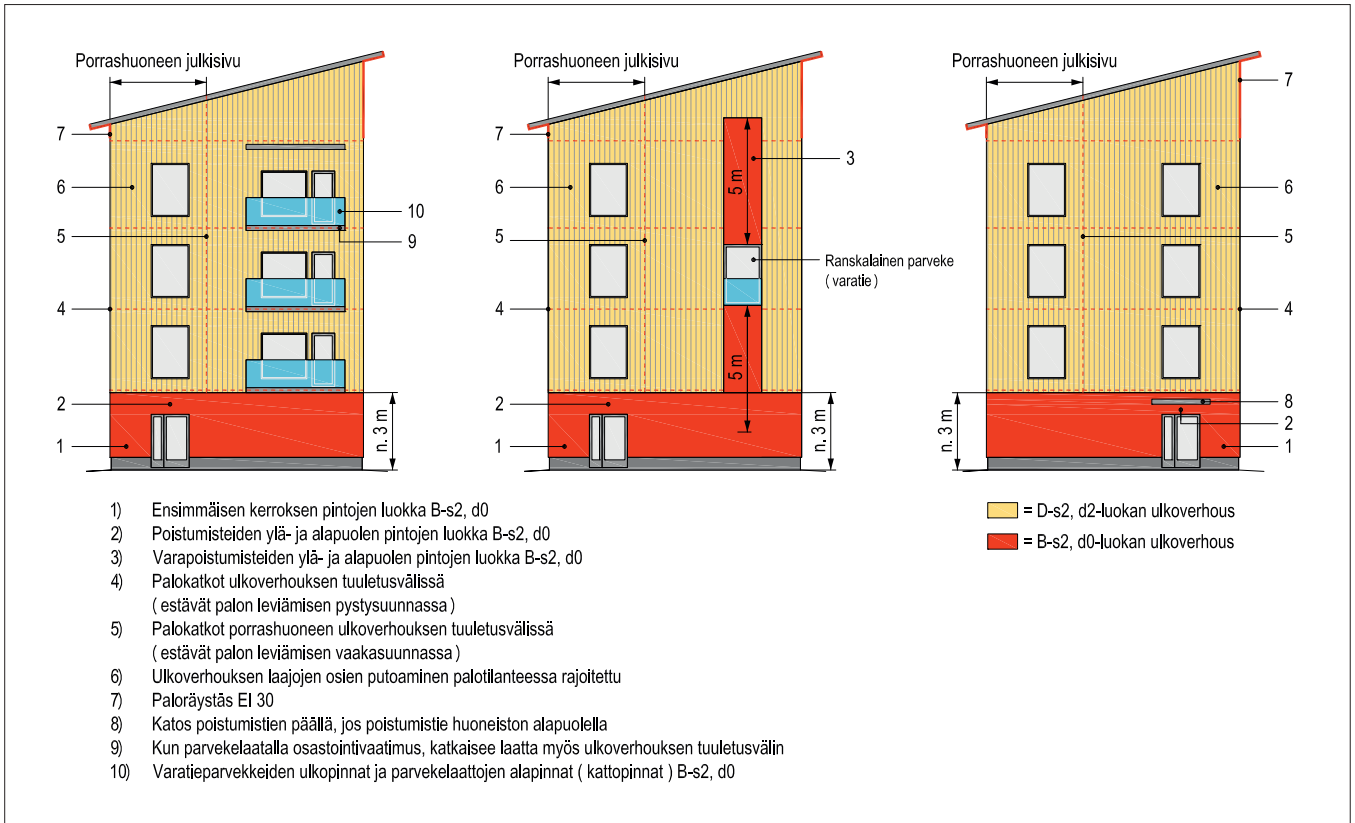 Porrashuoneen julkisivu
7
6
5
4
2
1
10
9
n. 3 m
Porrashuoneen julkisivu
7
6
5
4
2
1
5 m
3
Ranskalainen parveke
( varatie )
5 m
n. 3 m
Porrashuoneen julkisivu
7
6
5
4
8
2
1
n. 3 m
1) Ensimmäisen kerroksen pintojen luokka B-s2, d0
2) Poistumisteiden ylä- ja alapuolen pintojen luokka B-s2, d0
3) Varapoistumisteiden ylä- ja alapuolen pintojen luokka B-s2, d0
4) Palokatkot ulkoverhouksen tuuletusvälissä
( estävät palon leviämisen pystysuunnassa )
5) Palokatkot porrashuoneen ulkoverhouksen tuuletusvälissä
( estävät palon leviämisen vaakasuunnassa )
6) Ulkoverhouksen laajojen osien putoaminen palotilanteessa rajoitettu
7) Paloräystäs EI 30
8) Katos poistumistien päällä, jos poistumistie huoneiston alapuolella
9) Kun parvekelaatalla osastointivaatimus, katkaisee laatta myös ulkoverhouksen tuuletusvälin
10) Varatieparvekkeiden ulkopinnat ja parvekelaattojen alapinnat ( kattopinnat ) B-s2, d0
= D-s2, d2-luokan ulkoverhous
= B-s2, d0-luokan ulkoverhous